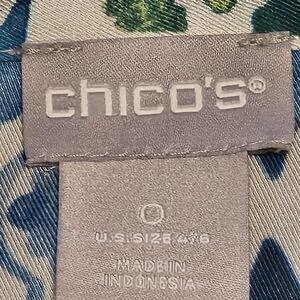 chico's®
0
U.S.SIZE 4/6
MADE IN
INDONESIA